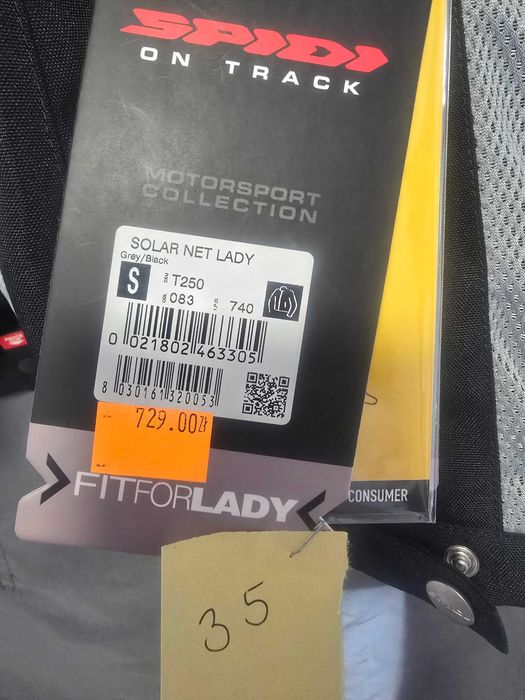 SPIDI
ON TRACK
MOTORSPORT
COLLECTION
SOLAR NET LADY
Grey/Black
S T250
083 740
0 021802 463305
8 030161 320053
729.00zł
FITFORLADY
CONSUMER
35